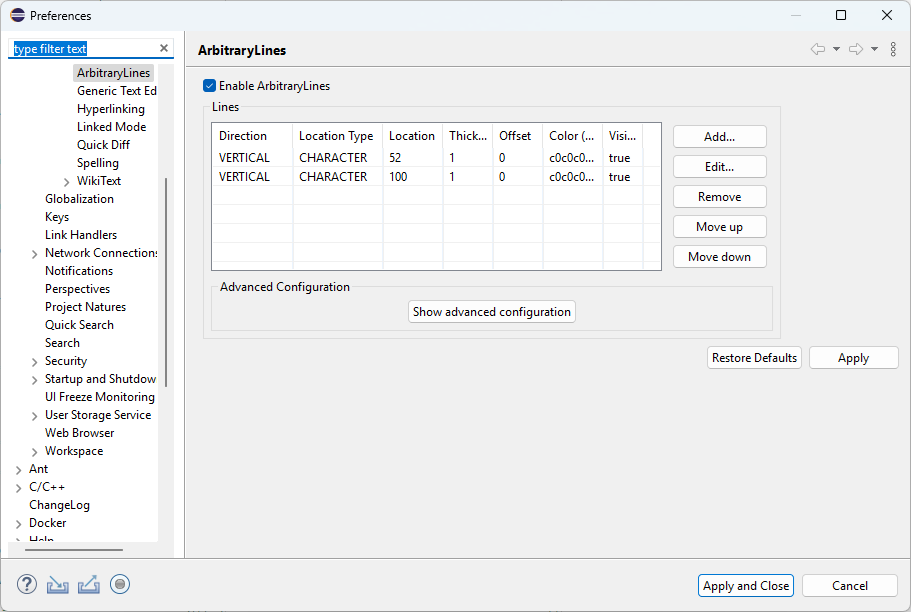 Preferences
type filter text
ArbitraryLines
Generic Text Ed
Hyperlinking
Linked Mode
Quick Diff
Spelling
WikiText
Globalization
Keys
Link Handlers
Network Connections
Notifications
Perspectives
Project Natures
Quick Search
Search
Security
Startup and Shutdow
UI Freeze Monitoring
User Storage Service
Web Browser
Workspace
Ant
C/C++
ChangeLog
Docker
Help
ArbitraryLines
Enable ArbitraryLines
Lines
Direction Location Type Location Thick... Offset Color (... Visi...
VERTICAL CHARACTER 52 1 0 c0c0c0... true
VERTICAL CHARACTER 100 1 0 c0c0c0... true
Add...
Edit...
Remove
Move up
Move down
Advanced Configuration
Show advanced configuration
Restore Defaults Apply
Apply and Close Cancel